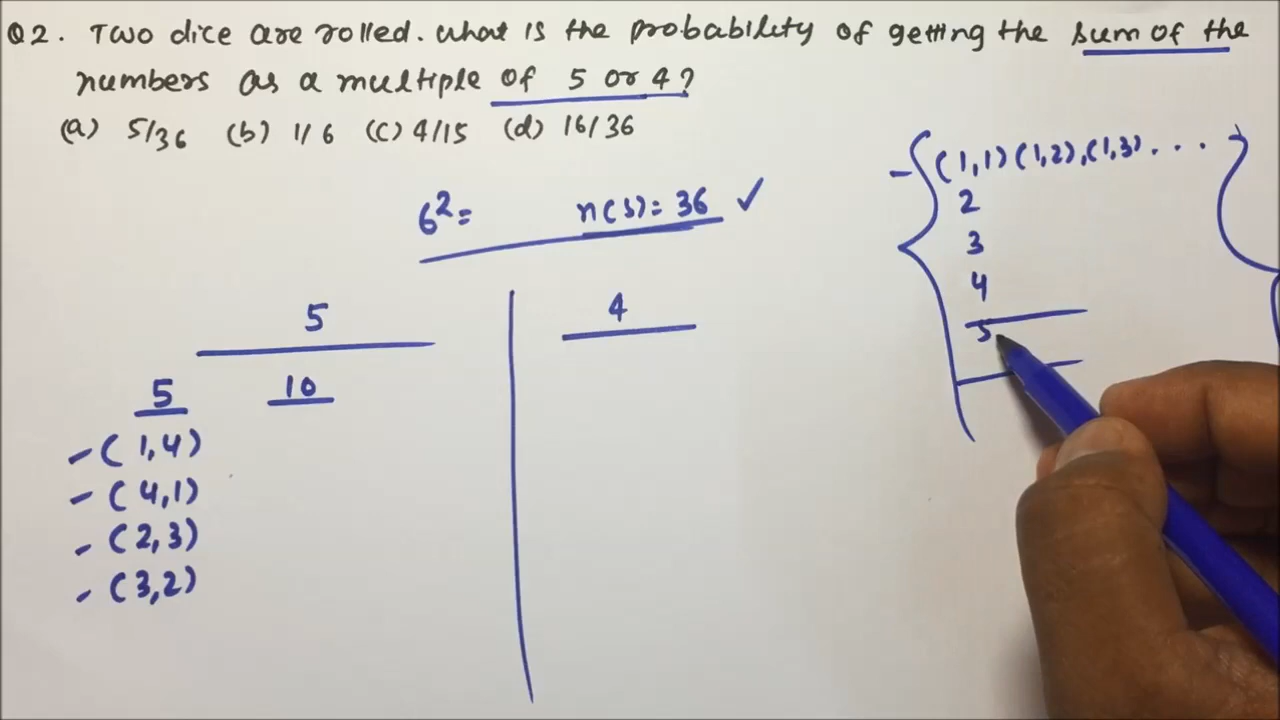 Q2. Two dice are rolled. what is the probability of getting the sum of the
numbers as a multiple of 5 or 4?
(a) 5/36 (b) 1/6 (c) 4/15 (d) 16/36
6²= n(s)= 36 ✓
5
5 10
- (1,4)
- (4,1)
- (2,3)
- (3,2)
4
- { (1,1) (1,2), (1,3) . . . }
2
3
4
5